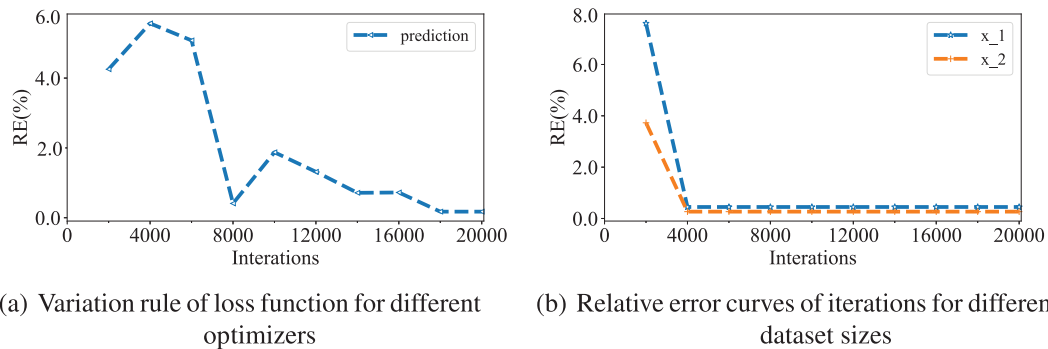 6.0
4.0
2.0
0.0
RE(%)
prediction
0 4000 8000 12000 16000 20000
Interations
8.0
6.0
4.0
2.0
0.0
RE(%)
x_1
x_2
0 4000 8000 12000 16000 20000
Interations
(a) Variation rule of loss function for different
optimizers
(b) Relative error curves of iterations for differen
dataset sizes